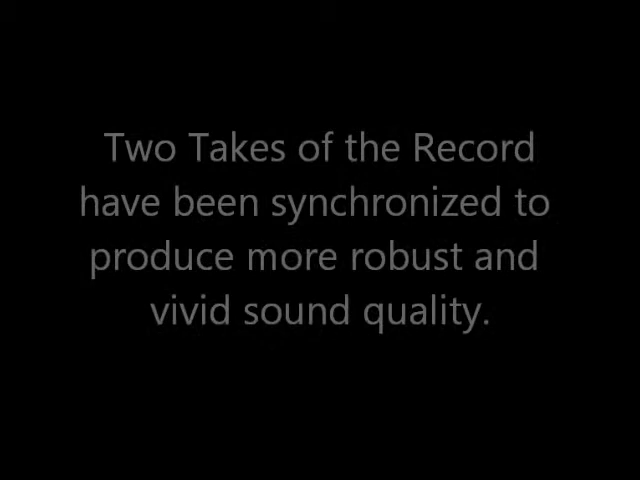 Two Takes of the Record
have been synchronized to
produce more robust and
vivid sound quality.